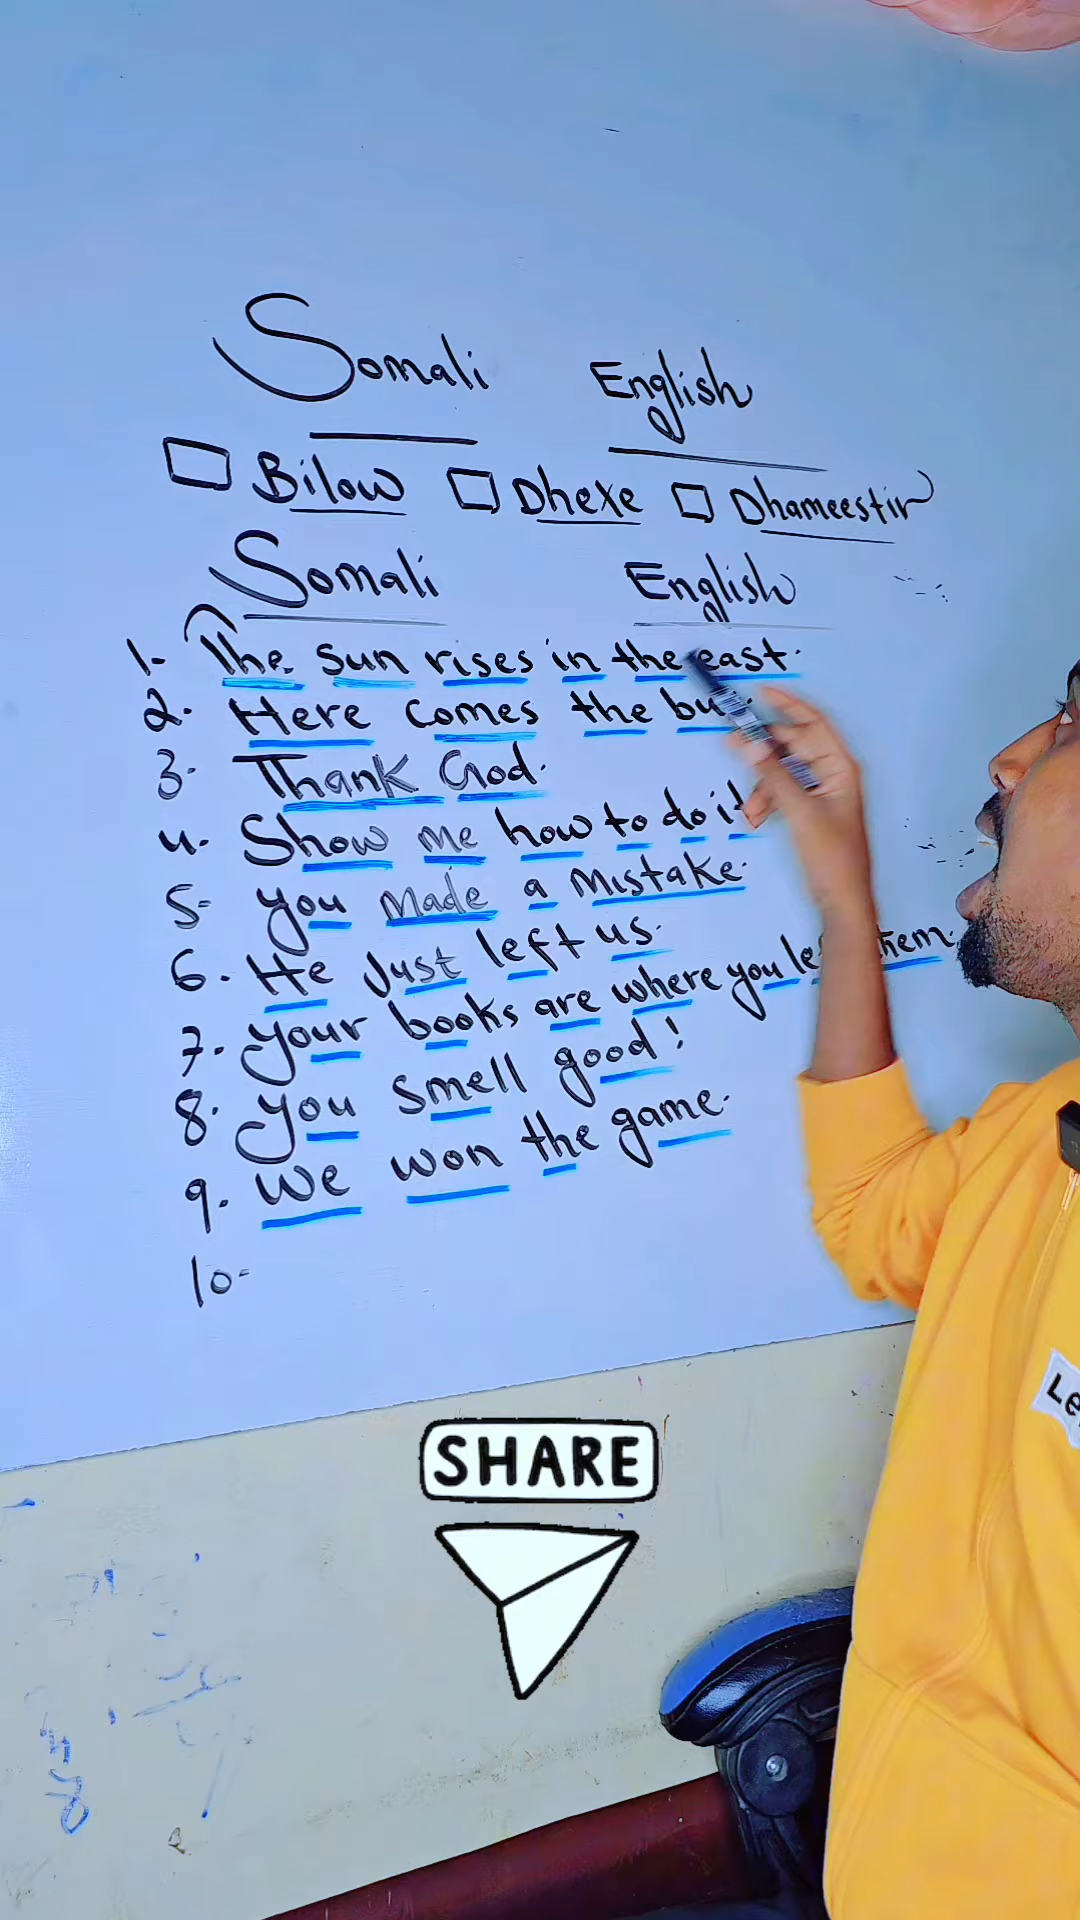 Somali English
Bilow Dhexe Dhameestir
Somali English
1- The sun rises in the east.
2. Here comes the
3- Thank God.
4. Show me how to do it
5- you made a mistake.
6. He Just left us.
7. your books are where you them.
8. you smell good!
9. We won the game.
10-
SHARE